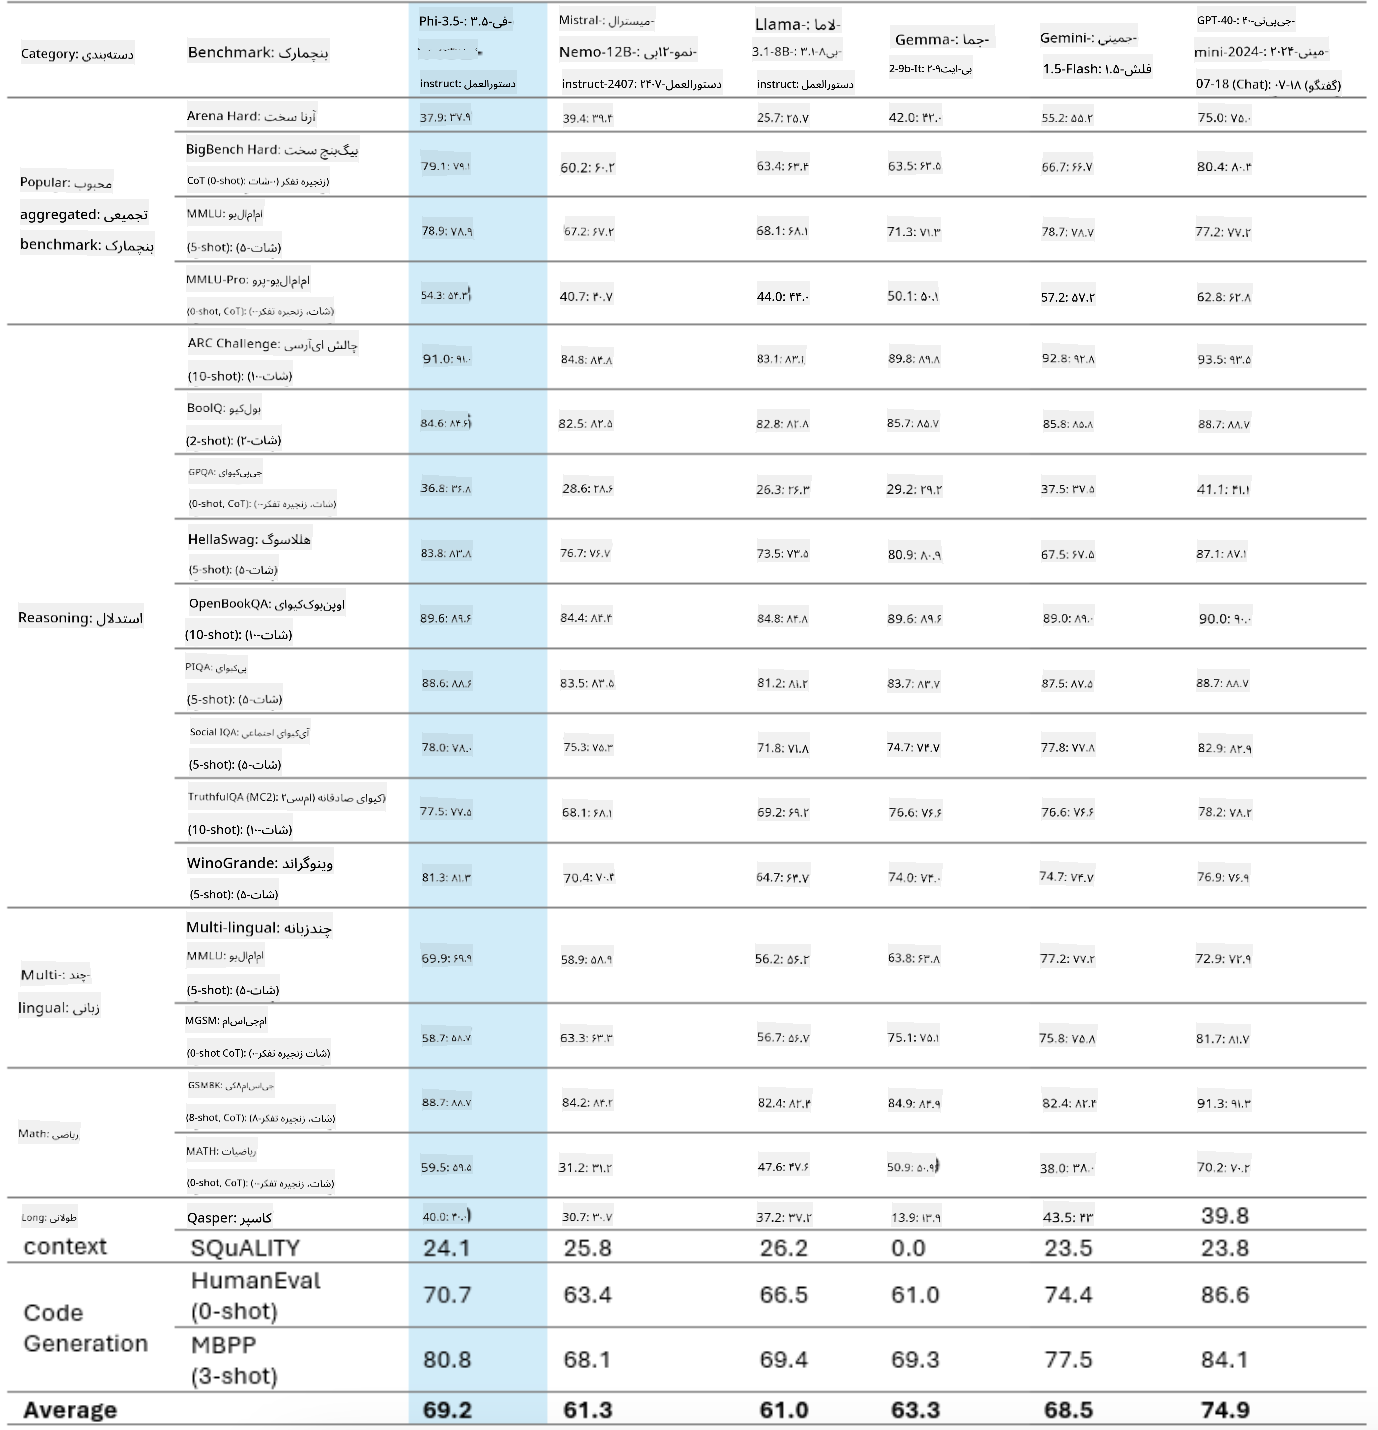 Category: دسته‌بندی
Benchmark: بنچمارک
Phi-3.5-: فی-۳.۵-
instruct: دستورالعمل
Mistral-: میسترال-
Nemo-12B-: نمو-۱۲بی-
instruct-2407: دستورالعمل-۲۴۰۷
Llama-: لاما-
3.1-8B-: ۳.۱-۸بی-
instruct: دستورالعمل
Gemma-: جما-
2-9b-It: ۲-۹بی-ایت
Gemini-: جمینی-
1.5-Flash: ۱.۵-فلش
GPT-4o-: جی‌پی‌تی-۴۰-
mini-2024-: مینی-۲۰۲۴-
07-18 (Chat): ۰۷-۱۸ (گفتگو)
Popular: محبوب
aggregated: تجمیعی
benchmark: بنچمارک
Arena Hard: آرنا سخت
37.9: ۳۷.۹
39.4: ۳۹.۴
25.7: ۲۵.۷
42.0: ۴۲.۰
55.2: ۵۵.۲
75.0: ۷۵.۰
BigBench Hard: بیگ‌بنچ سخت
CoT (0-shot): زنجیره تفکر (۰-شات)
79.1: ۷۹.۱
60.2: ۶۰.۲
63.4: ۶۳.۴
63.5: ۶۳.۵
66.7: ۶۶.۷
80.4: ۸۰.۴
MMLU: ام‌ام‌ال‌یو
(5-shot): (۵-شات)
78.9: ۷۸.۹
67.2: ۶۷.۲
68.1: ۶۸.۱
71.3: ۷۱.۳
78.7: ۷۸.۷
77.2: ۷۷.۲
MMLU-Pro: ام‌ام‌ال‌یو-پرو
(0-shot, CoT): (۰-شات، زنجیره تفکر)
54.3: ۵۴.۳
40.7: ۴۰.۷
44.0: ۴۴.۰
50.1: ۵۰.۱
57.2: ۵۷.۲
62.8: ۶۲.۸
Reasoning: استدلال
ARC Challenge: چالش ای‌آرسی
(10-shot): (۱۰-شات)
91.0: ۹۱.۰
84.8: ۸۴.۸
83.1: ۸۳.۱
89.8: ۸۹.۸
92.8: ۹۲.۸
93.5: ۹۳.۵
BoolQ: بول‌کیو
(2-shot): (۲-شات)
84.6: ۸۴.۶
82.5: ۸۲.۵
82.8: ۸۲.۸
85.7: ۸۵.۷
85.8: ۸۵.۸
88.7: ۸۸.۷
GPQA: جی‌پی‌کیوای
(0-shot, CoT): (۰-شات، زنجیره تفکر)
36.8: ۳۶.۸
28.6: ۲۸.۶
26.3: ۲۶.۳
29.2: ۲۹.۲
37.5: ۳۷.۵
41.1: ۴۱.۱
HellaSwag: هللاسوگ
(5-shot): (۵-شات)
83.8: ۸۳.۸
76.7: ۷۶.۷
73.5: ۷۳.۵
80.9: ۸۰.۹
67.5: ۶۷.۵
87.1: ۸۷.۱
OpenBookQA: اوپن‌بوک‌کیوای
(10-shot): (۱۰-شات)
89.6: ۸۹.۶
84.4: ۸۴.۴
84.8: ۸۴.۸
89.6: ۸۹.۶
89.0: ۸۹.۰
90.0: ۹۰.۰
PIQA: پی‌کیوای
(5-shot): (۵-شات)
88.6: ۸۸.۶
83.5: ۸۳.۵
81.2: ۸۱.۲
83.7: ۸۳.۷
87.5: ۸۷.۵
88.7: ۸۸.۷
Social IQA: آی‌کیوای اجتماعی
(5-shot): (۵-شات)
78.0: ۷۸.۰
75.3: ۷۵.۳
71.8: ۷۱.۸
74.7: ۷۴.۷
77.8: ۷۷.۸
82.9: ۸۲.۹
TruthfulQA (MC2): کیوای صادقانه (ام‌سی۲)
(10-shot): (۱۰-شات)
77.5: ۷۷.۵
68.1: ۶۸.۱
69.2: ۶۹.۲
76.6: ۷۶.۶
76.6: ۷۶.۶
78.2: ۷۸.۲
WinoGrande: وینوگراند
(5-shot): (۵-شات)
81.3: ۸۱.۳
70.4: ۷۰.۴
64.7: ۶۴.۷
74.0: ۷۴.۰
74.7: ۷۴.۷
76.9: ۷۶.۹
Multi-: چند-
lingual: زبانی
Multi-lingual: چندزبانه
MMLU: ام‌ام‌ال‌یو
(5-shot): (۵-شات)
69.9: ۶۹.۹
58.9: ۵۸.۹
56.2: ۵۶.۲
63.8: ۶۳.۸
77.2: ۷۷.۲
72.9: ۷۲.۹
MGSM: ام‌جی‌اس‌ام
(0-shot CoT): (۰-شات زنجیره تفکر)
58.7: ۵۸.۷
63.3: ۶۳.۳
56.7: ۵۶.۷
75.1: ۷۵.۱
75.8: ۷۵.۸
81.7: ۸۱.۷
Math: ریاضی
GSM8K: جی‌اس‌ام۸کی
(8-shot, CoT): (۸-شات، زنجیره تفکر)
88.7: ۸۸.۷
84.2: ۸۴.۲
82.4: ۸۲.۴
84.9: ۸۴.۹
82.4: ۸۲.۴
91.3: ۹۱.۳
MATH: ریاضیات
(0-shot, CoT): (۰-شات، زنجیره تفکر)
59.5: ۵۹.۵
31.2: ۳۱.۲
47.6: ۴۷.۶
50.9: ۵۰.۹
38.0: ۳۸.۰
70.2: ۷۰.۲
Long: طولانی
context
Qasper: کاسپر
40.0: ۴۰.۰
30.7: ۳۰.۷
37.2: ۳۷.۲
13.9: ۱۳.۹
43.5: ۴۳
39.8
SQuALITY
24.1
25.8
26.2
0.0
23.5
23.8
Code
Generation
HumanEval
(0-shot)
70.7
63.4
66.5
61.0
74.4
86.6
MBPP
(3-shot)
80.8
68.1
69.4
69.3
77.5
84.1
Average
69.2
61.3
61.0
63.3
68.5
74.9